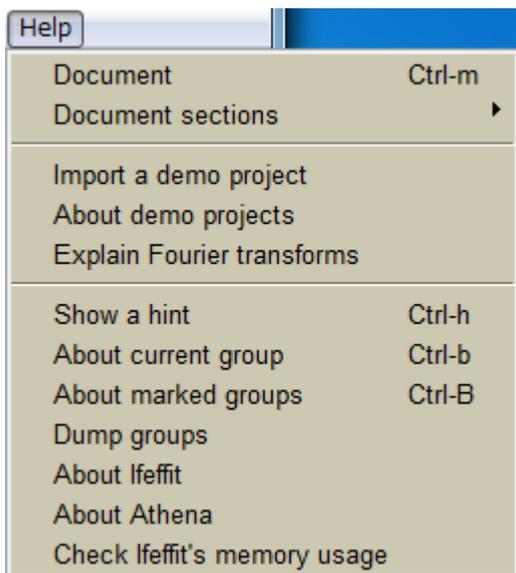 Help
Document Ctrl-m
Document sections
Import a demo project
About demo projects
Explain Fourier transforms
Show a hint Ctrl-h
About current group Ctrl-b
About marked groups Ctrl-B
Dump groups
About Ifeffit
About Athena
Check Ifeffit's memory usage